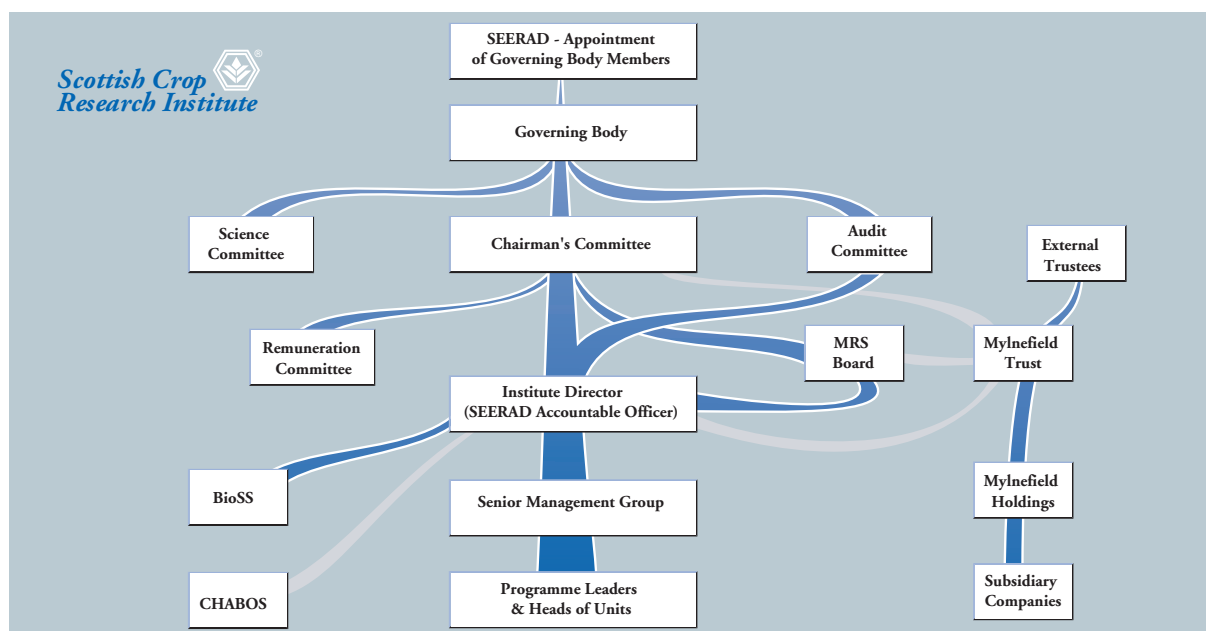 SEERAD - Appointment
of Governing Body Members
Scottish Crop
Research Institute
®
Governing Body
Science
Committee
Chairman's Committee
Audit
Committee
External
Trustees
Remuneration
Committee
MRS
Board
Mylnefield
Trust
Institute Director
(SEERAD Accountable Officer)
BioSS
Senior Management Group
Mylnefield
Holdings
CHABOS
Programme Leaders
& Heads of Units
Subsidiary
Companies